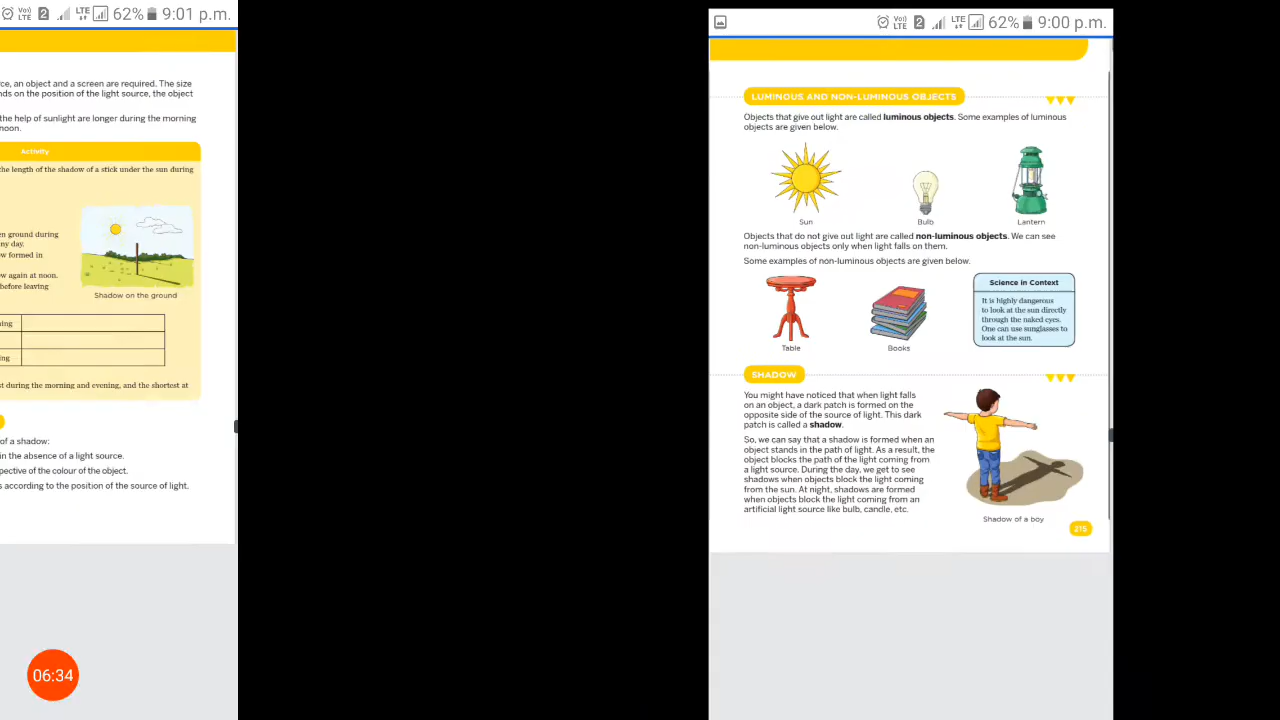 62% 9:01 p.m.
rce, an object and a screen are required. The size
nds on the position of the light source, the object
the help of sunlight are longer during the morning
noon.
Activity
the length of the shadow of a stick under the sun during
en ground during
ny day.
w formed in
w again at noon.
before leaving
Shadow on the ground
ning
ng
st during the morning and evening, and the shortest at
of a shadow:
in the absence of a light source.
pective of the colour of the object.
s according to the position of the source of light.
06:34
62% 9:00 p.m.
LUMINOUS AND NON-LUMINOUS OBJECTS
Objects that give out light are called luminous objects. Some examples of luminous
objects are given below.
Sun Bulb Lantern
Objects that do not give out light are called non-luminous objects. We can see
non-luminous objects only when light falls on them.
Some examples of non-luminous objects are given below.
Table Books
Science in Context
It is highly dangerous
to look at the sun directly
through the naked eyes.
One can use sunglasses to
look at the sun.
SHADOW
You might have noticed that when light falls
on an object, a dark patch is formed on the
opposite side of the source of light. This dark
patch is called a shadow.
So, we can say that a shadow is formed when an
object stands in the path of light. As a result, the
object blocks the path of the light coming from
a light source. During the day, we get to see
shadows when objects block the light coming
from the sun. At night, shadows are formed
when objects block the light coming from an
artificial light source like bulb, candle, etc.
Shadow of a boy
215